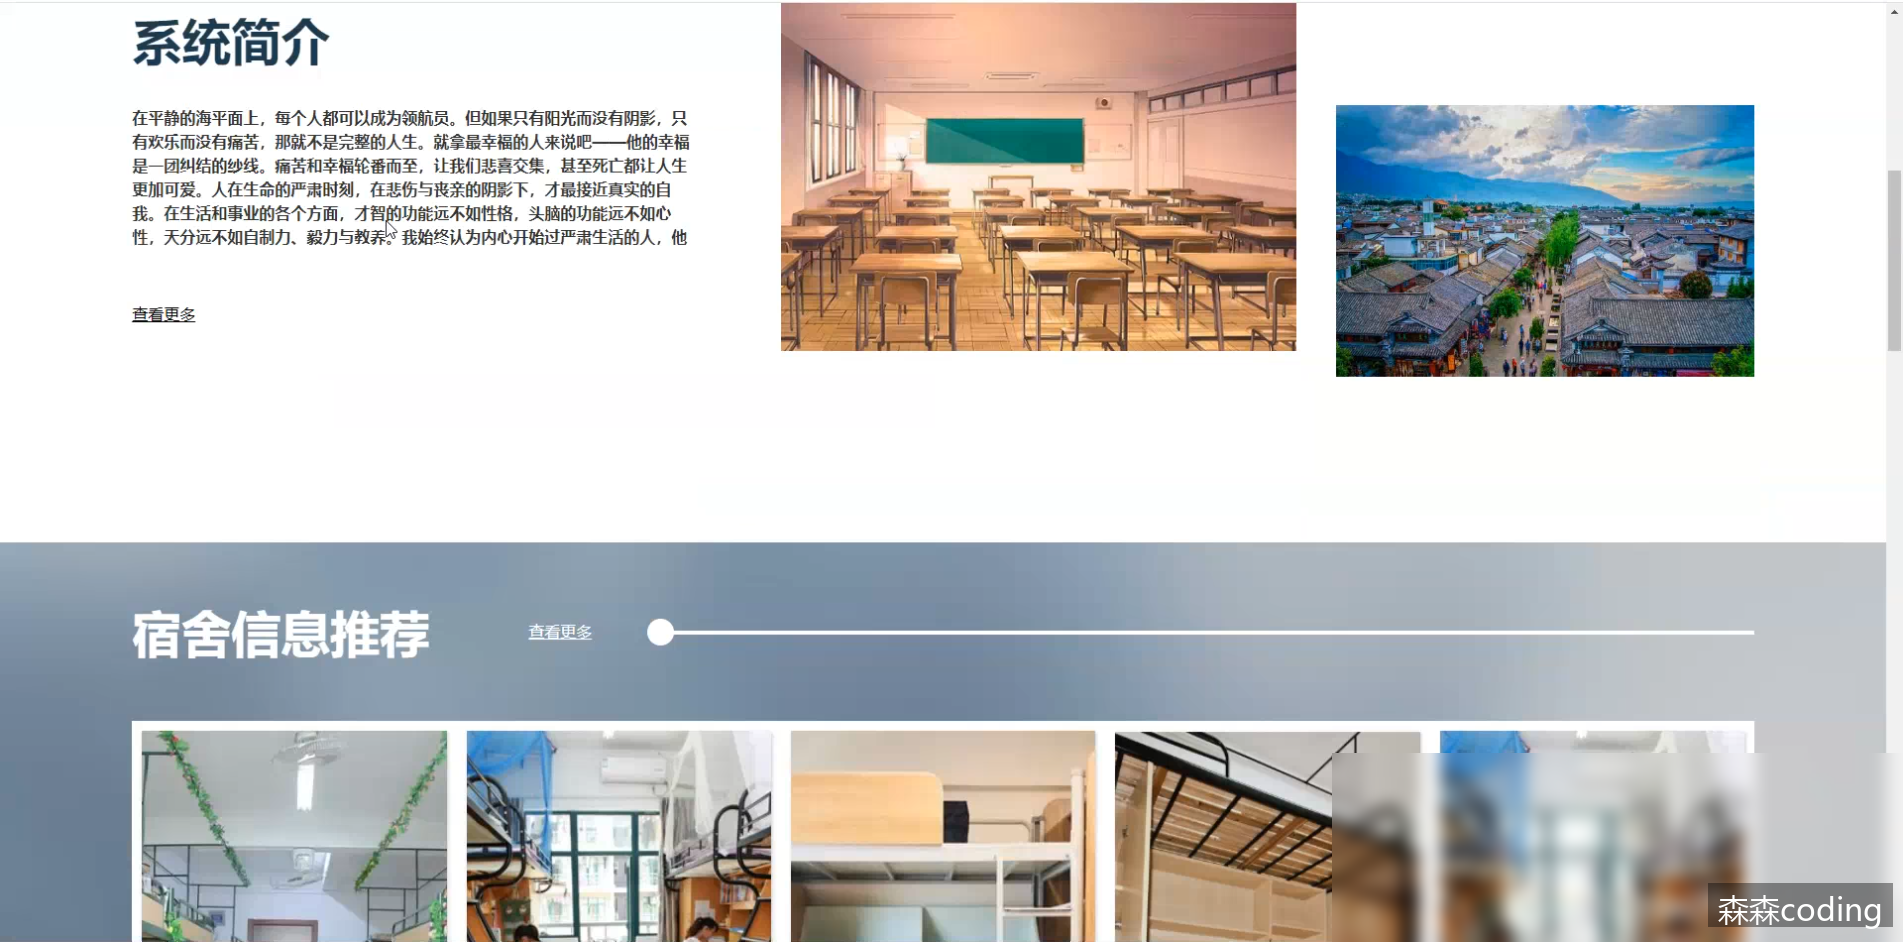 系统简介
在平静的海平面上，每个人都可以成为领航员。但如果只有阳光而没有阴影，只
有欢乐而没有痛苦，那就不是完整的人生。就拿最幸福的人来说吧——他的幸福
是一团纠结的纱线。痛苦和幸福轮番而至，让我们悲喜交集，甚至死亡都让人生
更加可爱。人在生命的严肃时刻，在悲伤与丧亲的阴影下，才最接近真实的自
我。在生活和事业的各个方面，才智的功能远不如性格，头脑的功能远不如心
性，天分远不如自制力、毅力与教养。我始终认为内心开始过严肃生活的人，他
查看更多
宿舍信息推荐
查看更多
森森coding